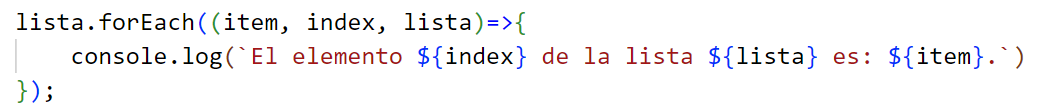 lista.forEach((item, index, lista)=>{
    console.log(`El elemento ${index} de la lista ${lista} es: ${item}.`)
});